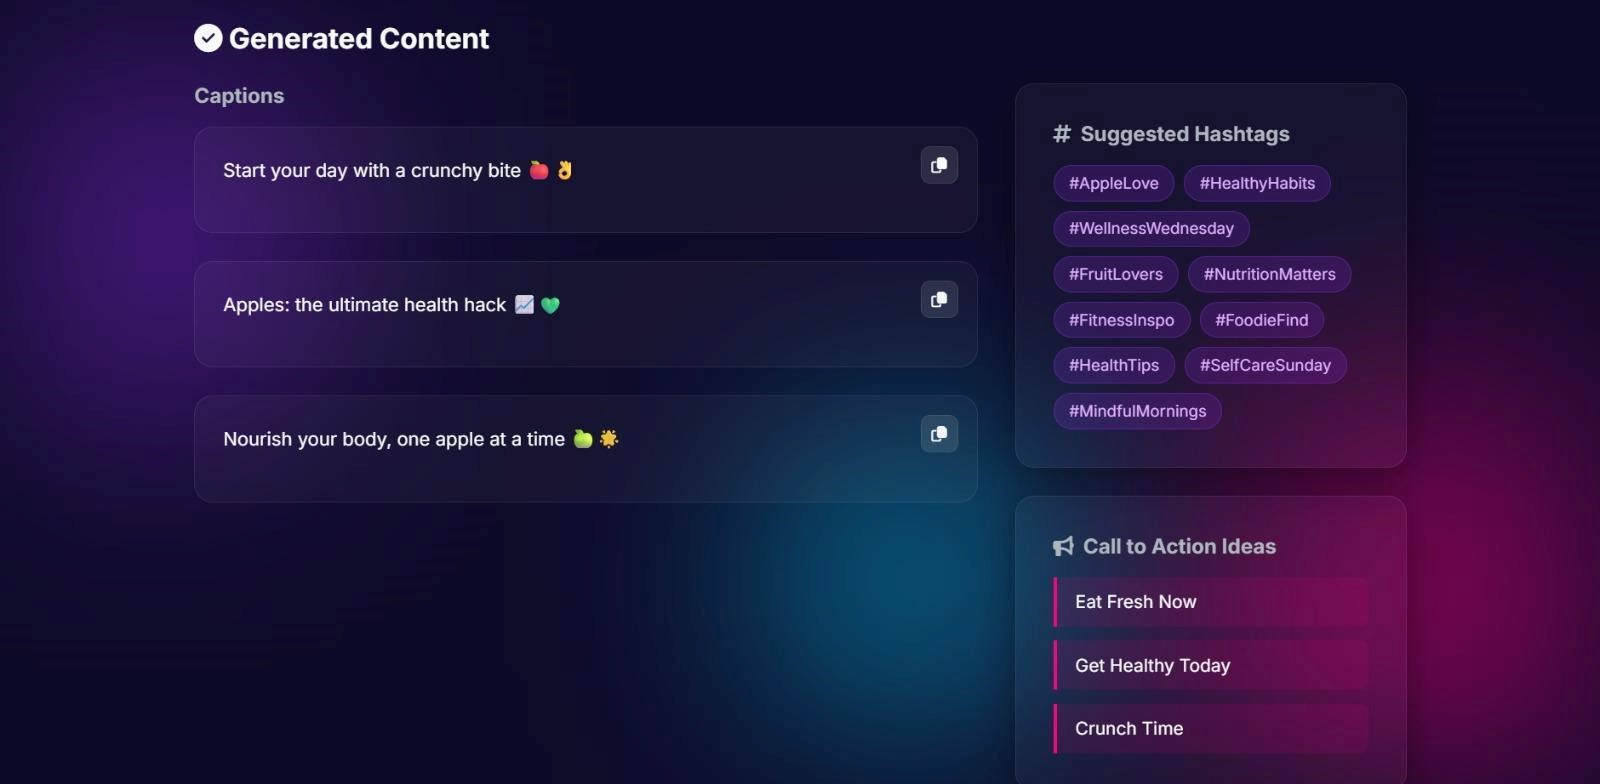 Generated Content
Captions
Start your day with a crunchy bite 🍎 👌
Apples: the ultimate health hack 📈 💚
Nourish your body, one apple at a time 🍏 🌟
# Suggested Hashtags
#AppleLove #HealthyHabits
#WellnessWednesday
#FruitLovers #NutritionMatters
#FitnessInspo #FoodieFind
#HealthTips #SelfCareSunday
#MindfulMornings
Call to Action Ideas
Eat Fresh Now
Get Healthy Today
Crunch Time